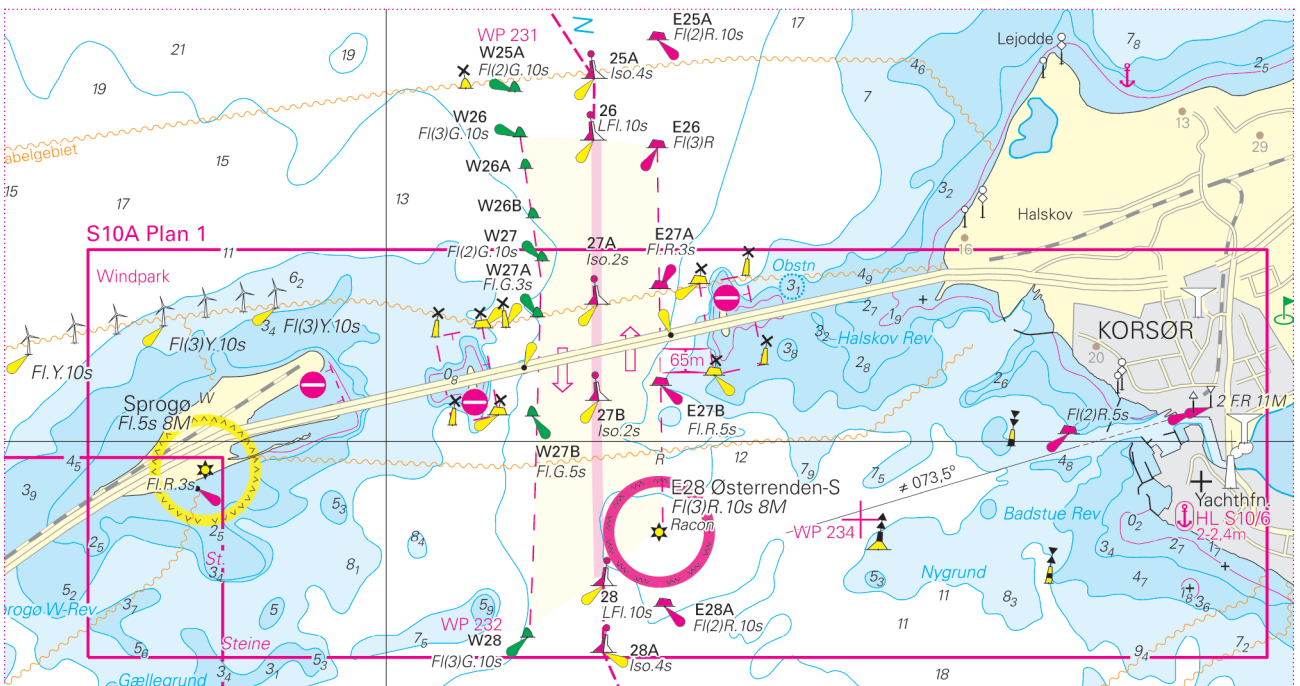 E25A
Fl(2)R.10s
17
Lejodde
7₈
21
19
N
WP 231
W25A
Fl(2)G.10s
25A
Iso.4s
4₆
2₅
19
7
W26
Fl(3)G.10s
26
LFl.10s
E26
Fl(3)R
13
29
abelgebiet
15
W26A
15
3₂
17
13
W26B
Halskov
S10A Plan 1
11
W27
Fl(2)G.10s
27A
Iso.2s
E27A
Fl.R.3s
16
Windpark
6₂
W27A
Fl.G.3s
Obstn
3₁
4₉
2₇
1₉
3₄
Fl(3)Y.10s
Fl(3)Y.10s
KORSØR
3₂
Halskov Rev
3₈
2₈
20
Fl.Y.10s
65m
0₈
2₆
Sprogø
W
Fl.5s 8M
27B
Iso.2s
E27B
Fl.R.5s
Fl(2)R.5s
2 F.R 11M
W27B
Fl.G.5s
R
12
7₉
7₅
4₈
4₅
3₉
Fl.R.3s
≠ 073,5°
E28 Østerrenden-S
Fl(3)R.10s 8M
Racon
Yachthfn.
HL S10/6
2-2,4m
5₃
5₃
2₅
2₅
WP 234
Badstue Rev
0₂
8₄
St.
3₄
3₄
2₇
1₇
8₁
5₃
Nygrund
4₇
1₈
3₆
5₂
3₇
5
5₉
28
LFl.10s
11
8₃
rogø W-Rev
E28A
Fl(2)R.10s
WP 232
W28
Fl(3)G.10s
7₅
11
Steine
5₆
5₃
28A
Iso.4s
9₄
7₂
Gællegrund
3₄
3₁
18